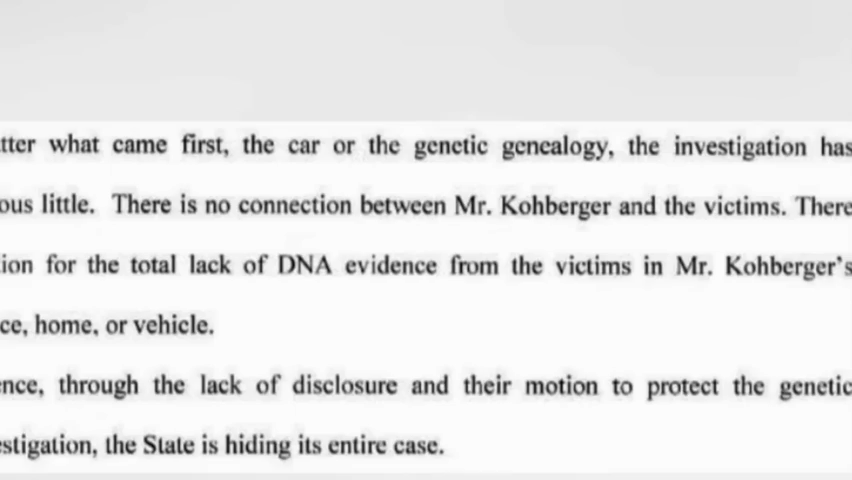 tter what came first, the car or the genetic genealogy, the investigation has
ous little. There is no connection between Mr. Kohberger and the victims. There
ion for the total lack of DNA evidence from the victims in Mr. Kohberger's
ce, home, or vehicle.
ence, through the lack of disclosure and their motion to protect the genetic
estigation, the State is hiding its entire case.